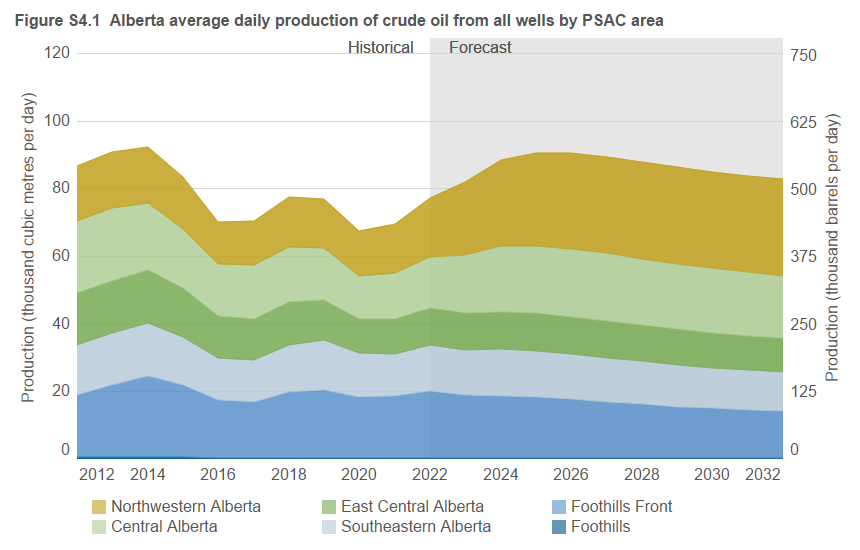 Figure S4.1 Alberta average daily production of crude oil from all wells by PSAC area
Historical Forecast
Production (thousand cubic metres per day)
120
100
80
60
40
20
0
750
625
500
375
250
125
0
Production (thousand barrels per day)
2012 2014 2016 2018 2020 2022 2024 2026 2028 2030 2032
Northwestern Alberta East Central Alberta Foothills Front
Central Alberta Southeastern Alberta Foothills